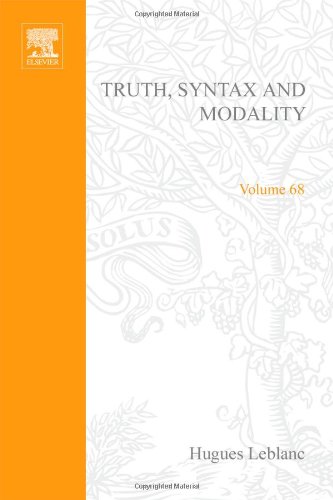 Copyrighted Material
ELSEVIER
TRUTH, SYNTAX AND
MODALITY
Volume 68
SOLUS
Hugues Leblanc
Copyrighted Material